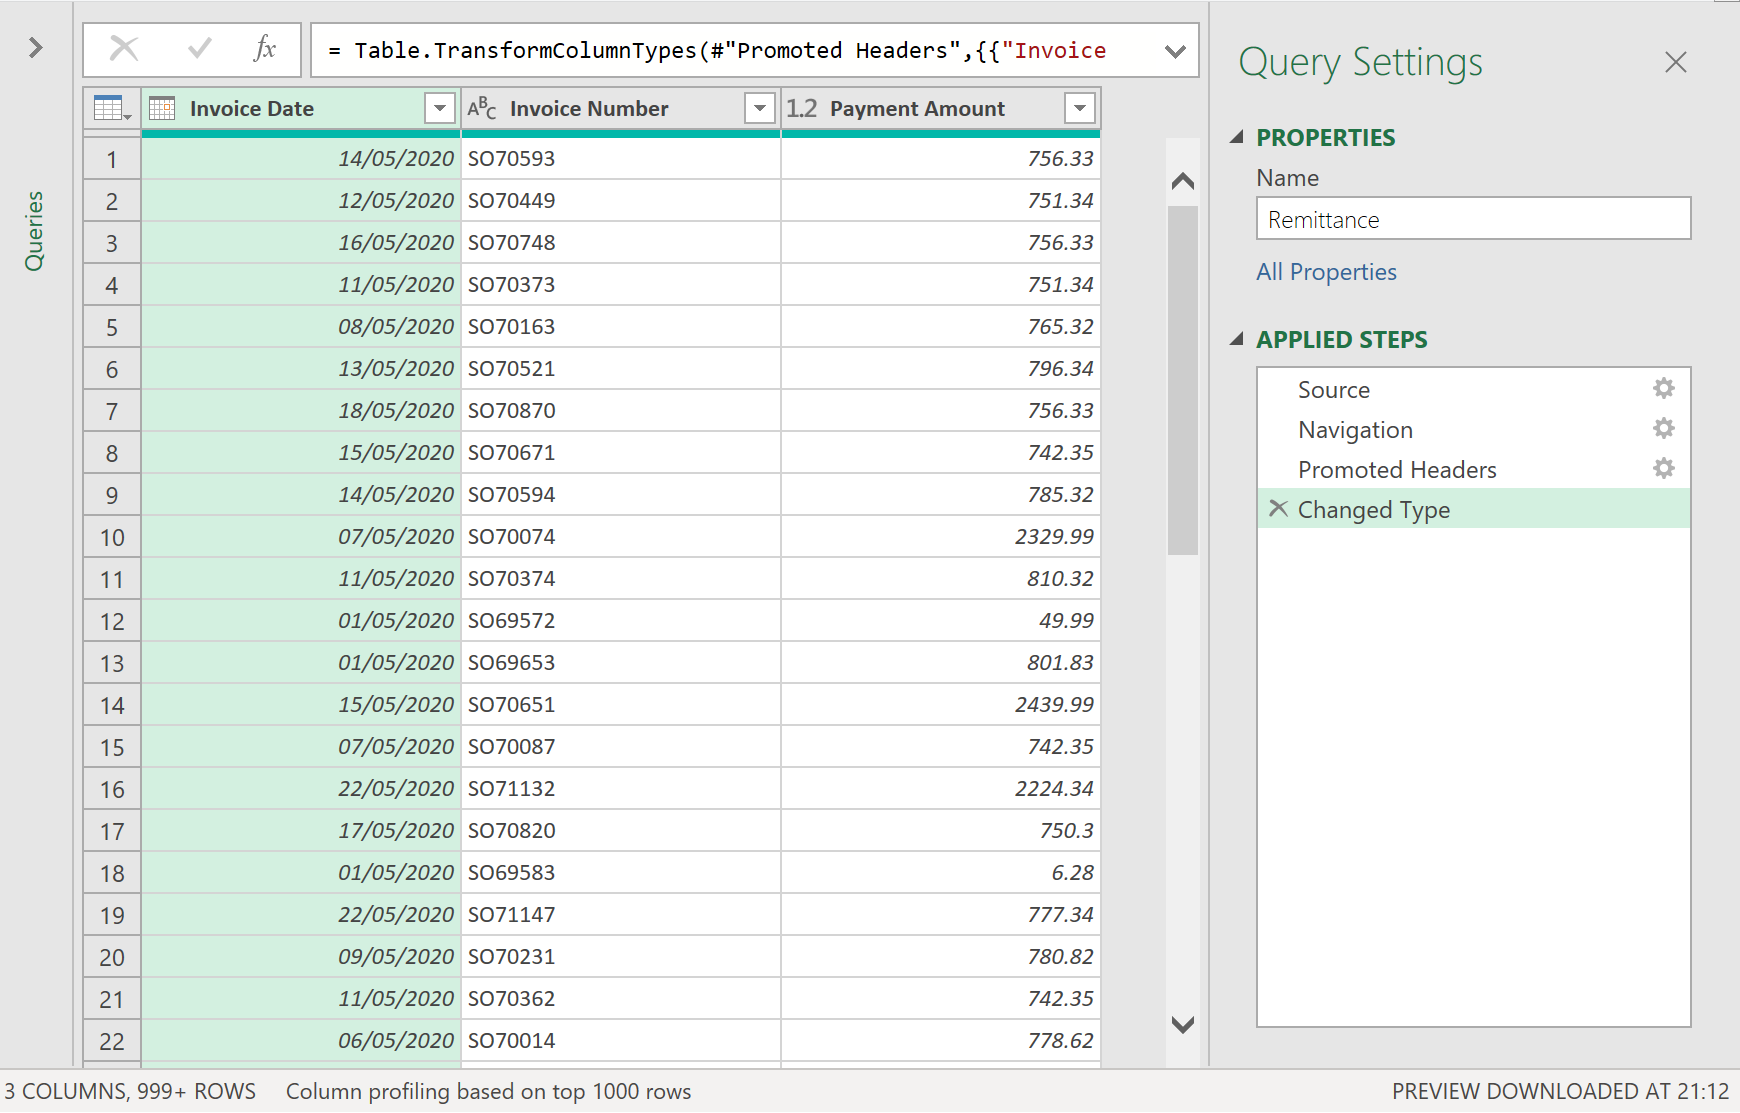 fx
= Table.TransformColumnTypes(#"Promoted Headers",{{"Invoice
Queries
Invoice Date ABC Invoice Number 1.2 Payment Amount
1 14/05/2020 SO70593 756.33
2 12/05/2020 SO70449 751.34
3 16/05/2020 SO70748 756.33
4 11/05/2020 SO70373 751.34
5 08/05/2020 SO70163 765.32
6 13/05/2020 SO70521 796.34
7 18/05/2020 SO70870 756.33
8 15/05/2020 SO70671 742.35
9 14/05/2020 SO70594 785.32
10 07/05/2020 SO70074 2329.99
11 11/05/2020 SO70374 810.32
12 01/05/2020 SO69572 49.99
13 01/05/2020 SO69653 801.83
14 15/05/2020 SO70651 2439.99
15 07/05/2020 SO70087 742.35
16 22/05/2020 SO71132 2224.34
17 17/05/2020 SO70820 750.3
18 01/05/2020 SO69583 6.28
19 22/05/2020 SO71147 777.34
20 09/05/2020 SO70231 780.82
21 11/05/2020 SO70362 742.35
22 06/05/2020 SO70014 778.62
Query Settings
PROPERTIES
Name
Remittance
All Properties
APPLIED STEPS
Source
Navigation
Promoted Headers
Changed Type
3 COLUMNS, 999+ ROWS Column profiling based on top 1000 rows PREVIEW DOWNLOADED AT 21:12